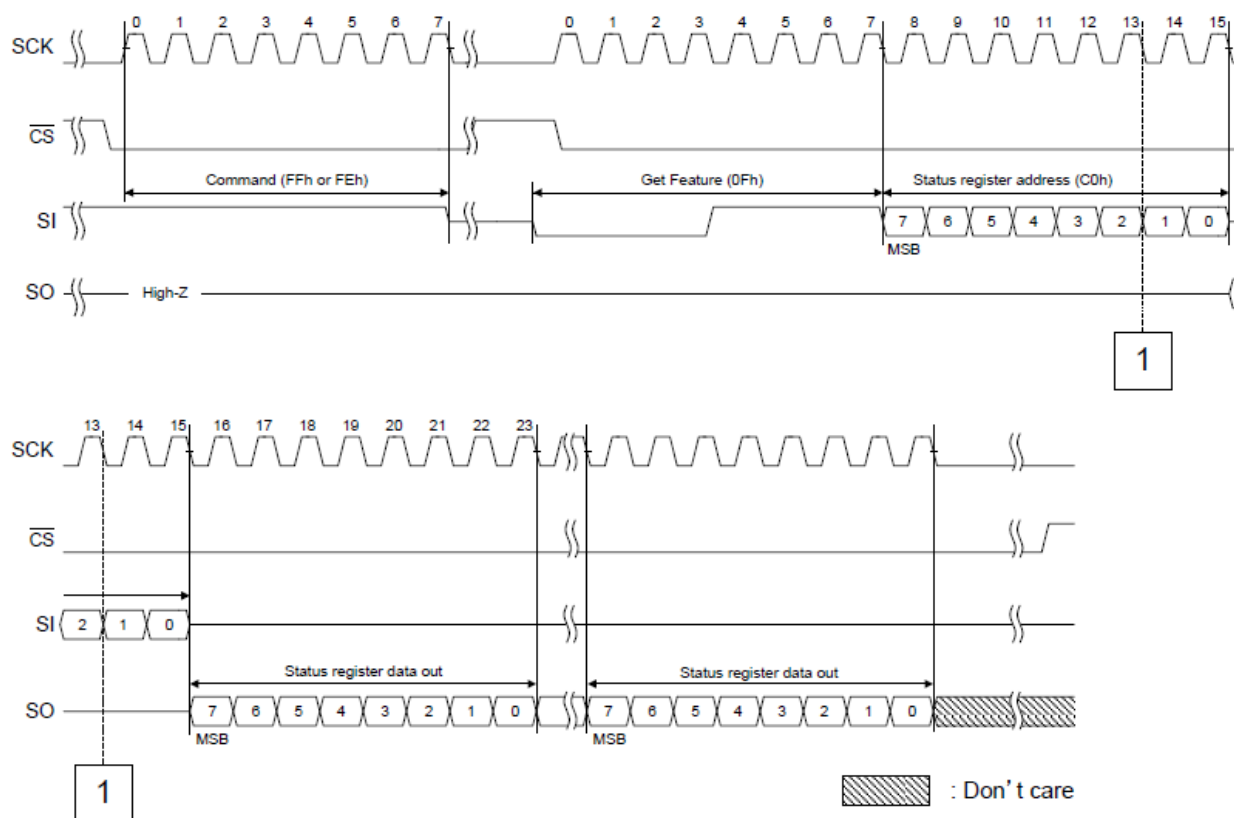 0 1 2 3 4 5 6 7 0 1 2 3 4 5 6 7 8 9 10 11 12 13 14 15
SCK
CS
Command (FFh or FEh) Get Feature (0Fh) Status register address (C0h)
SI 7 6 5 4 3 2 1 0
MSB
SO High-Z
1
13 14 15 16 17 18 19 20 21 22 23
SCK
CS
SI 2 1 0
Status register data out Status register data out
SO 7 6 5 4 3 2 1 0 7 6 5 4 3 2 1 0
MSB MSB
1
: Don't care